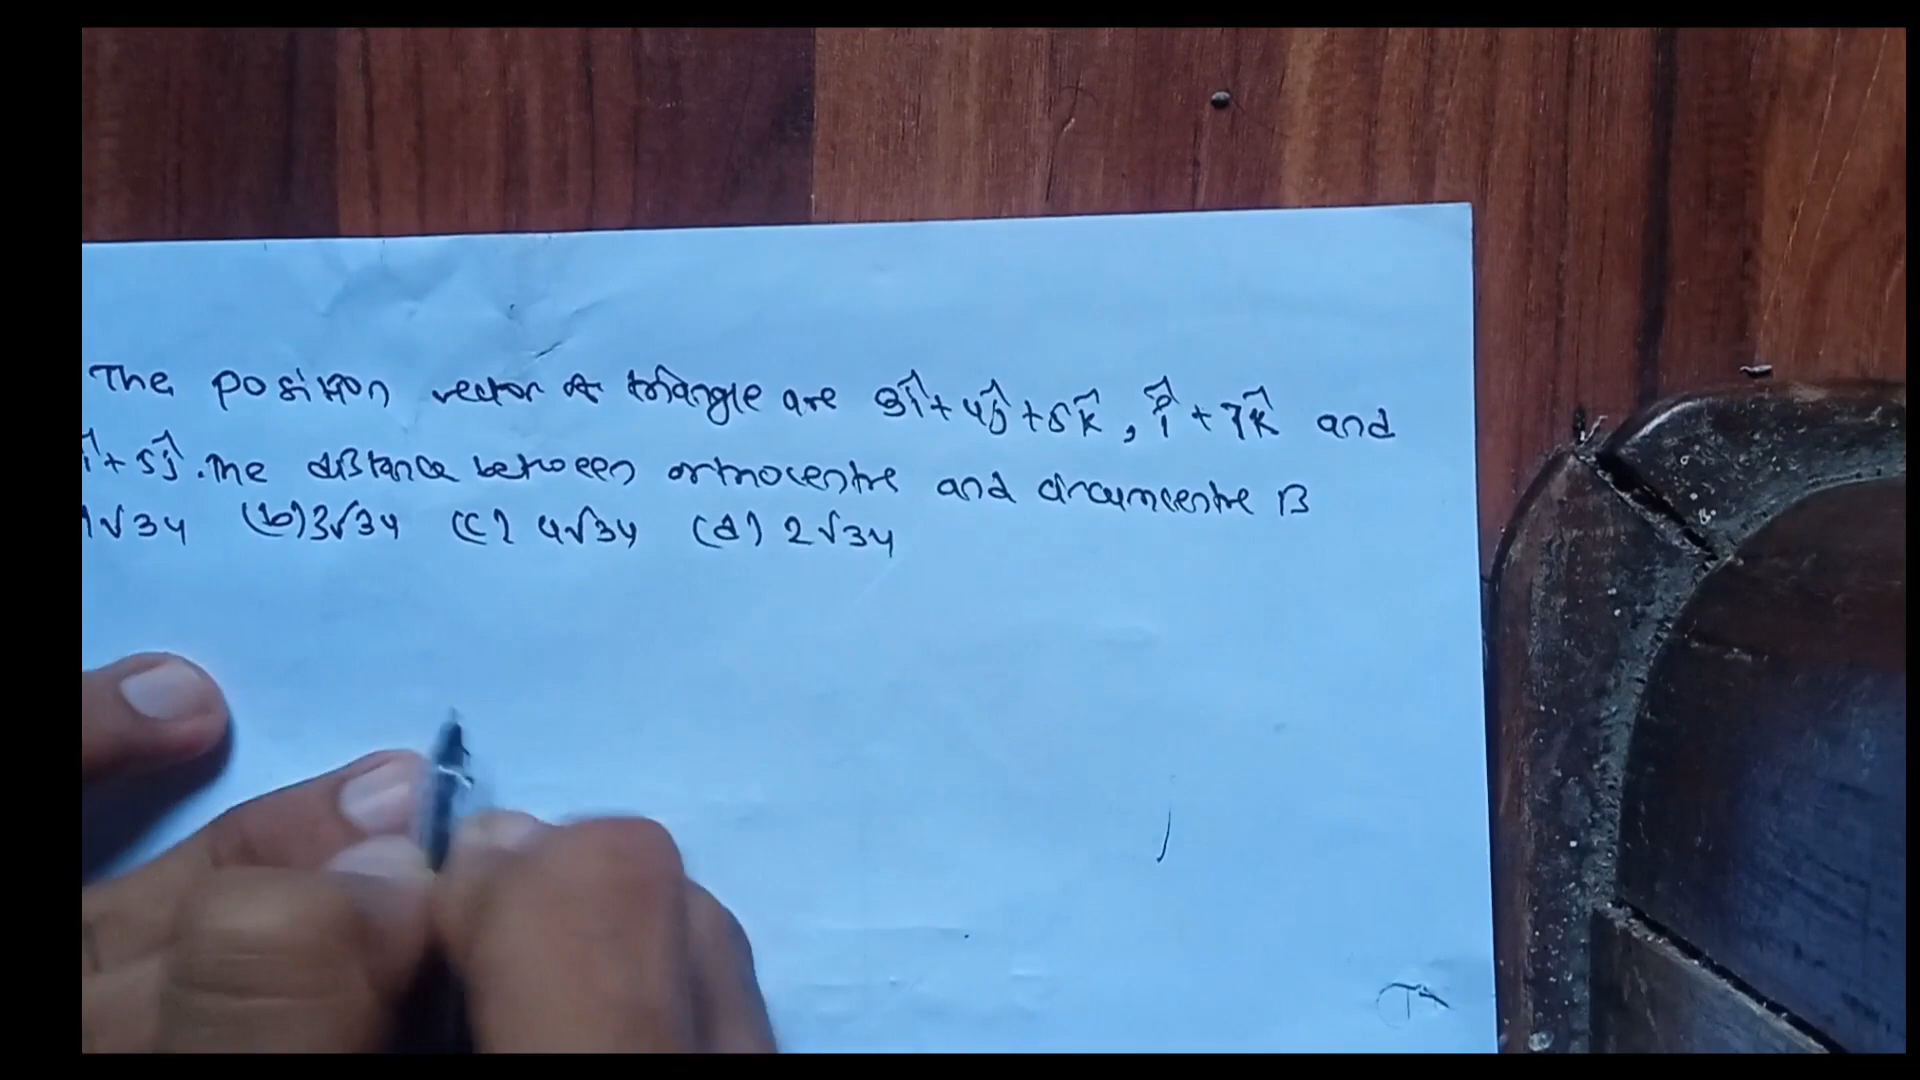 The position vector of triangle are 3î+4ĵ+5k̂, î+7k̂ and
î+5ĵ. The distance between orthocentre and circumcentre is
√34 (b) 3√34 (c) 4√34 (d) 2√34